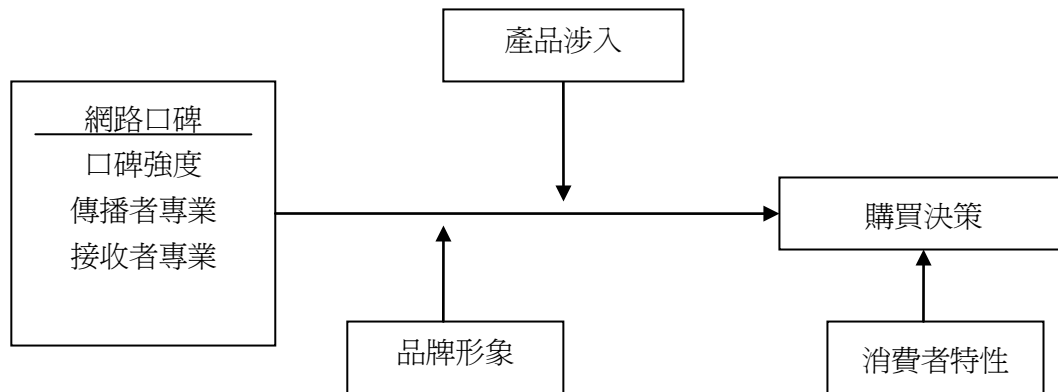 產品涉入
網路口碑
口碑強度
傳播者專業
接收者專業
購買決策
品牌形象
消費者特性